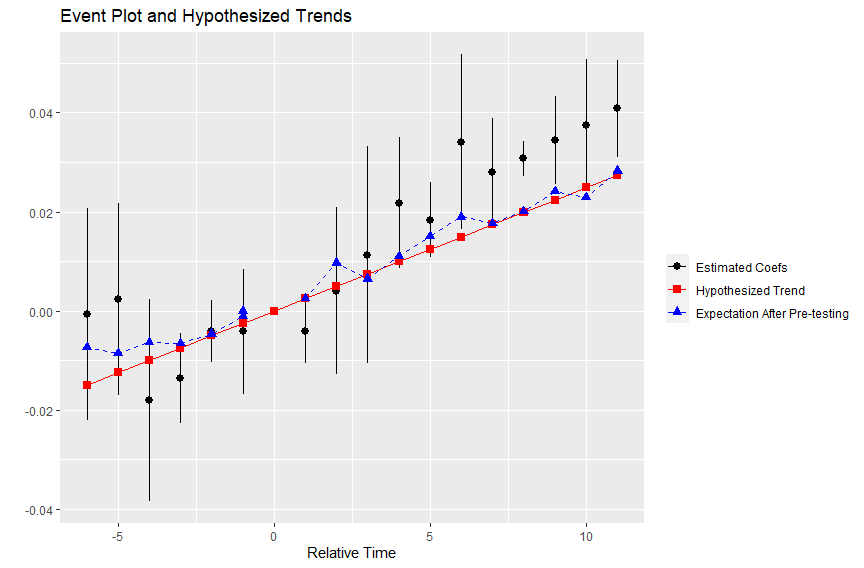 Event Plot and Hypothesized Trends
0.04
0.02
0.00
-0.02
-0.04
-5
0
5
10
Relative Time
Estimated Coefs
Hypothesized Trend
Expectation After Pre-testing